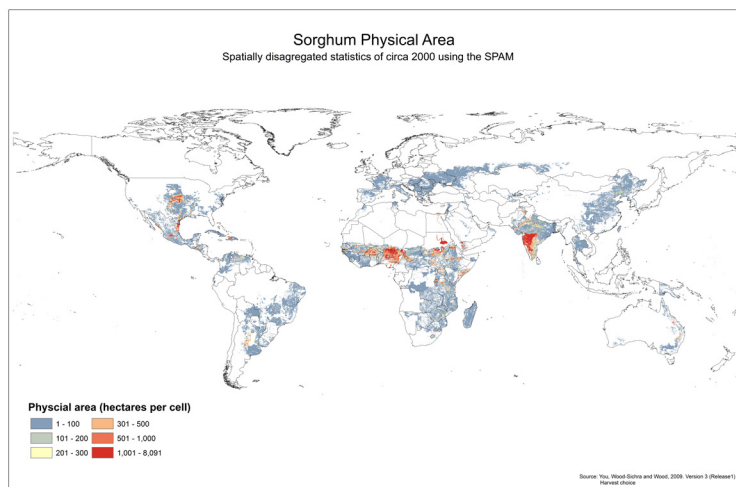 Sorghum Physical Area
Spatially disagregated statistics of circa 2000 using the SPAM
Physcial area (hectares per cell)
1 - 100
101 - 200
201 - 300
301 - 500
501 - 1,000
1,001 - 8,091
Source: You, Wood-Sichra and Wood, 2009. Version 3 (Release1)
Harvest choice